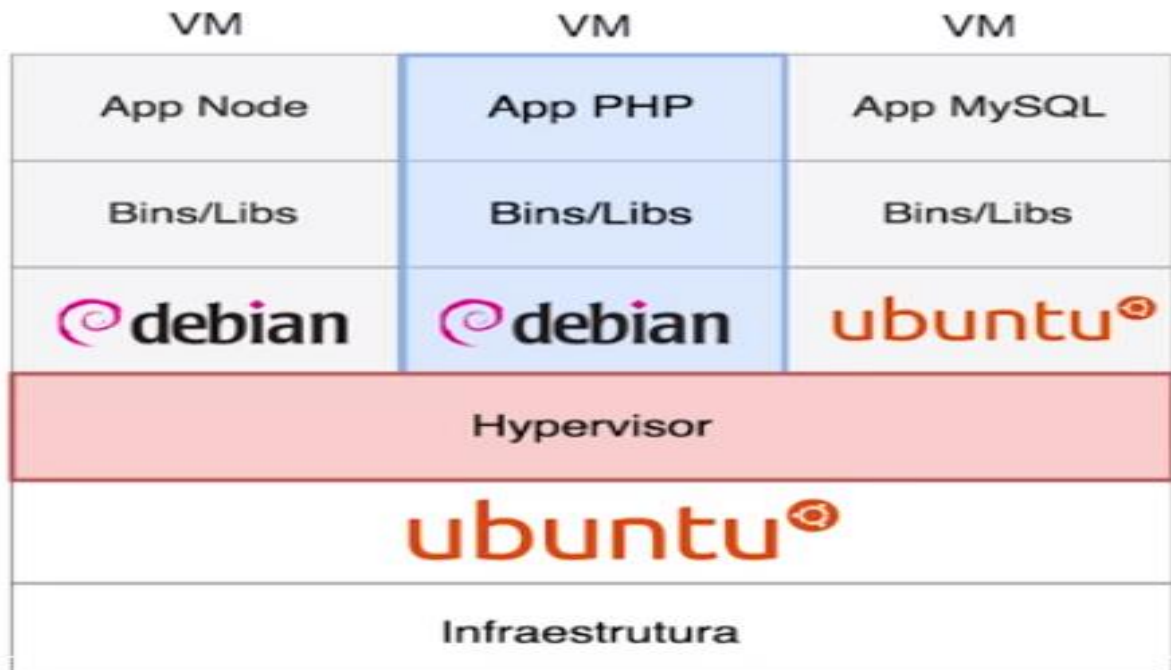 VM VM VM
App Node App PHP App MySQL
Bins/Libs Bins/Libs Bins/Libs
debian debian ubuntu
Hypervisor
ubuntu
Infraestrutura